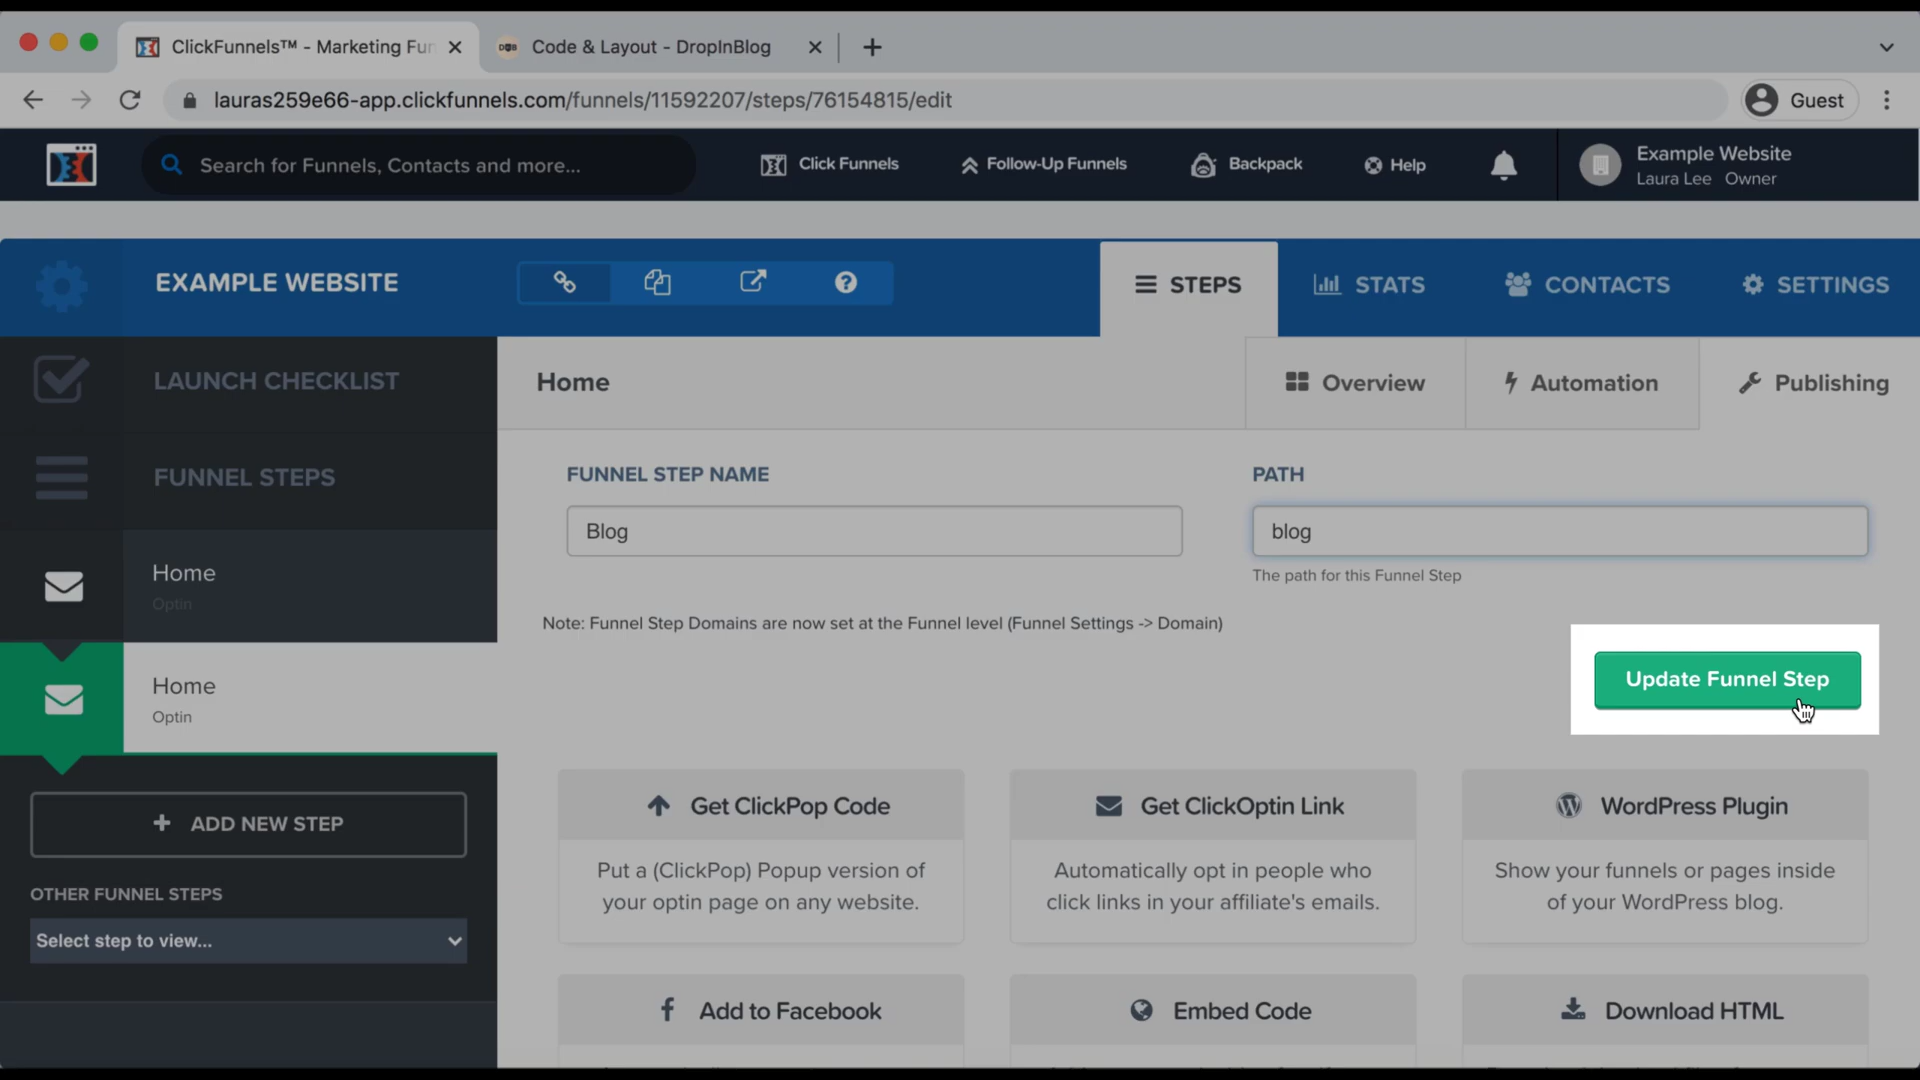 ClickFunnels™ - Marketing Fun
Code & Layout - DropInBlog
lauras259e66-app.clickfunnels.com/funnels/11592207/steps/76154815/edit
Guest
Search for Funnels, Contacts and more...
Click Funnels
Follow-Up Funnels
Backpack
Help
Example Website
Laura Lee Owner
EXAMPLE WEBSITE
STEPS
STATS
CONTACTS
SETTINGS
LAUNCH CHECKLIST
Home
Overview
Automation
Publishing
FUNNEL STEPS
FUNNEL STEP NAME
PATH
Blog
blog
The path for this Funnel Step
Home
Optin
Note: Funnel Step Domains are now set at the Funnel level (Funnel Settings -> Domain)
Update Funnel Step
Home
Optin
ADD NEW STEP
OTHER FUNNEL STEPS
Select step to view...
Get ClickPop Code
Put a (ClickPop) Popup version of
your optin page on any website.
Get ClickOptin Link
Automatically opt in people who
click links in your affiliate's emails.
WordPress Plugin
Show your funnels or pages inside
of your WordPress blog.
Add to Facebook
Embed Code
Download HTML